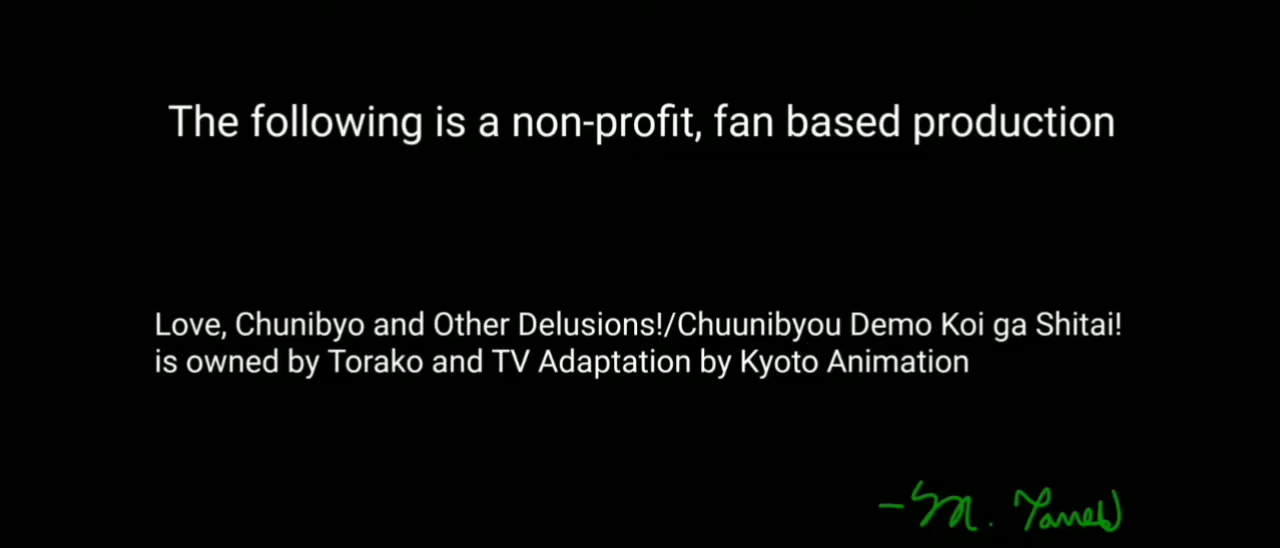 The following is a non-profit, fan based production
Love, Chunibyo and Other Delusions!/Chuunibyou Demo Koi ga Shitai!
is owned by Torako and TV Adaptation by Kyoto Animation